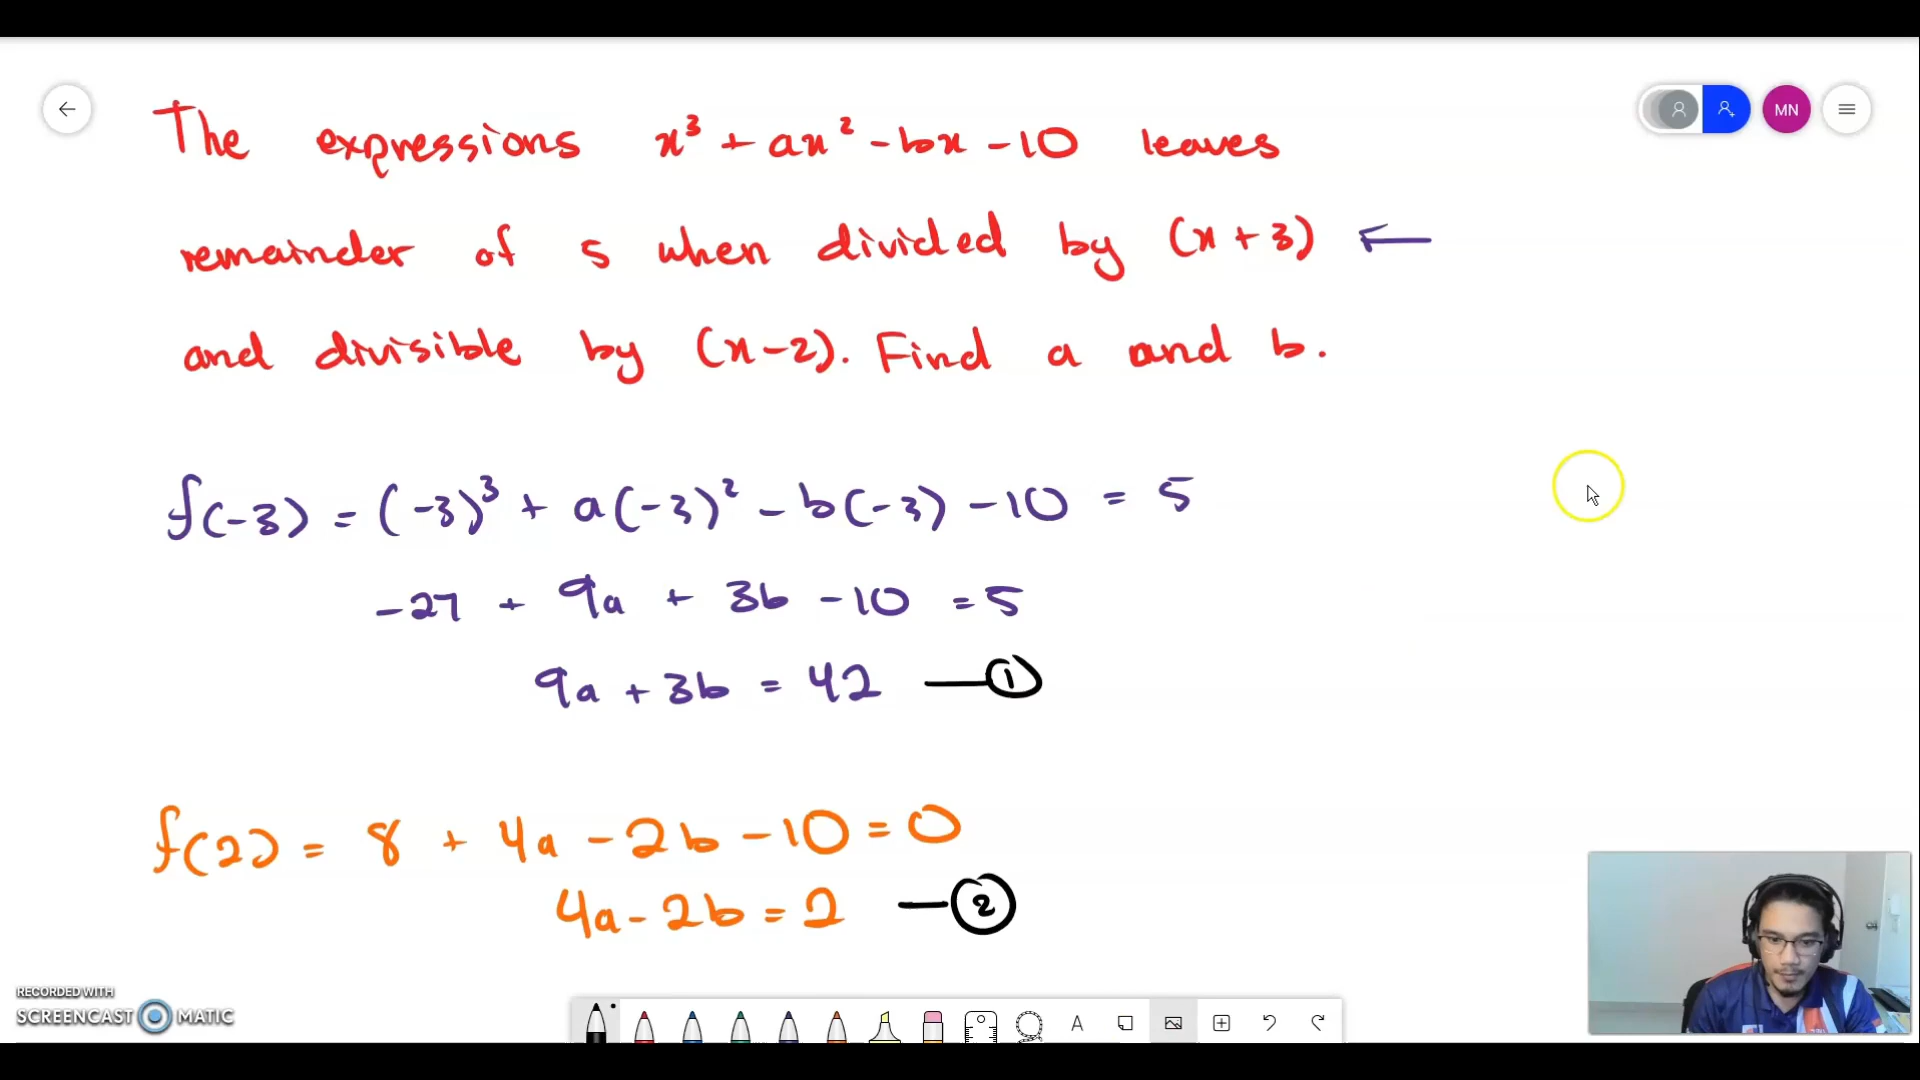 The expressions x³ + ax² - bx - 10 leaves
remainder of 5 when divided by (x + 3) ←
and divisible by (x - 2). Find a and b.
f(-3) = (-3)³ + a(-3)² - b(-3) - 10 = 5
-27 + 9a + 3b - 10 = 5
9a + 3b = 42 —①
f(2) = 8 + 4a - 2b - 10 = 0
4a - 2b = 2 —②
MN
RECORDED WITH
SCREENCAST MATIC
A